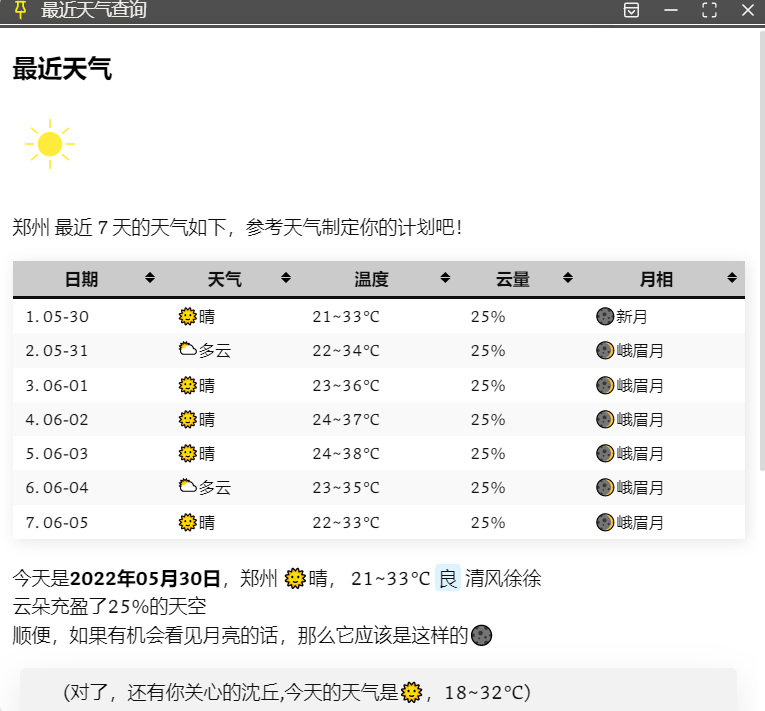 最近天气查询
最近天气
郑州 最近 7 天的天气如下，参考天气制定你的计划吧！
日期 天气 温度 云量 月相
1. 05-30 晴 21~33℃ 25% 新月
2. 05-31 多云 22~34℃ 25% 峨眉月
3. 06-01 晴 23~36℃ 25% 峨眉月
4. 06-02 晴 24~37℃ 25% 峨眉月
5. 06-03 晴 24~38℃ 25% 峨眉月
6. 06-04 多云 23~35℃ 25% 峨眉月
7. 06-05 晴 22~33℃ 25% 峨眉月
今天是2022年05月30日，郑州 晴， 21~33℃ 良 清风徐徐
云朵充盈了25%的天空
顺便，如果有机会看见月亮的话，那么它应该是这样的
(对了，还有你关心的沈丘,今天的天气是，18~32℃)